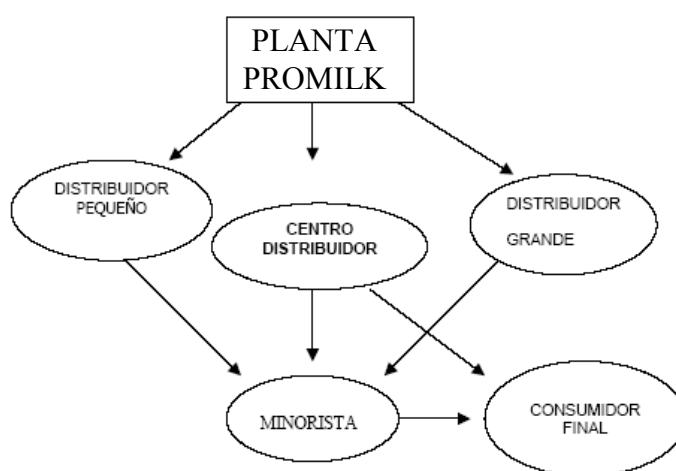 PLANTA
PROMILK
DISTRIBUIDOR
PEQUEÑO
CENTRO
DISTRIBUIDOR
DISTRIBUIDOR
GRANDE
MINORISTA
CONSUMIDOR
FINAL